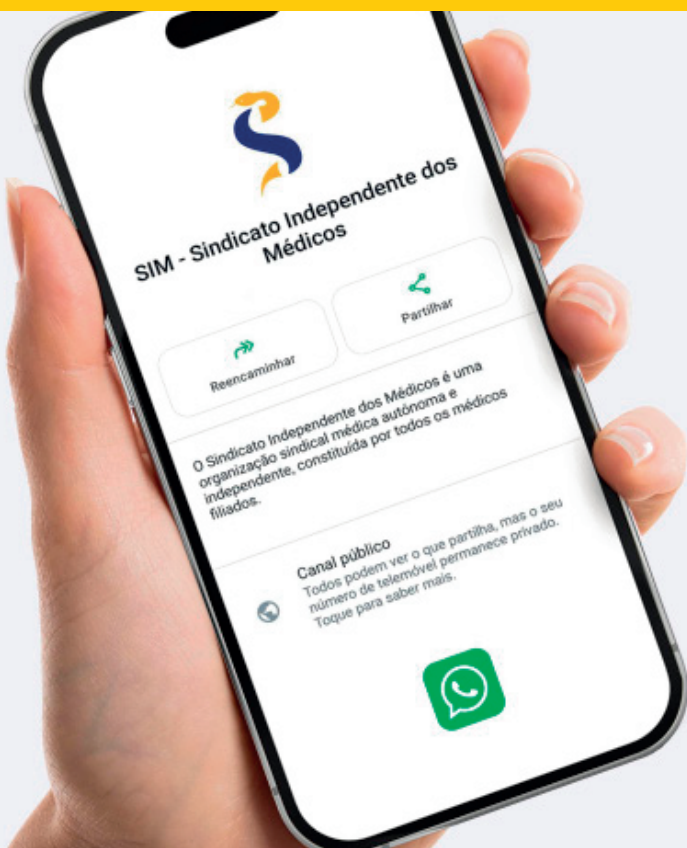 SIM - Sindicato Independente dos
Médicos
Reencaminhar
Partilhar
O Sindicato Independente dos Médicos é uma
organização sindical médica autónoma e
independente, constituída por todos os médicos
filiados.
Canal público
Todos podem ver o que partilha, mas o seu
número de telemóvel permanece privado.
Toque para saber mais.